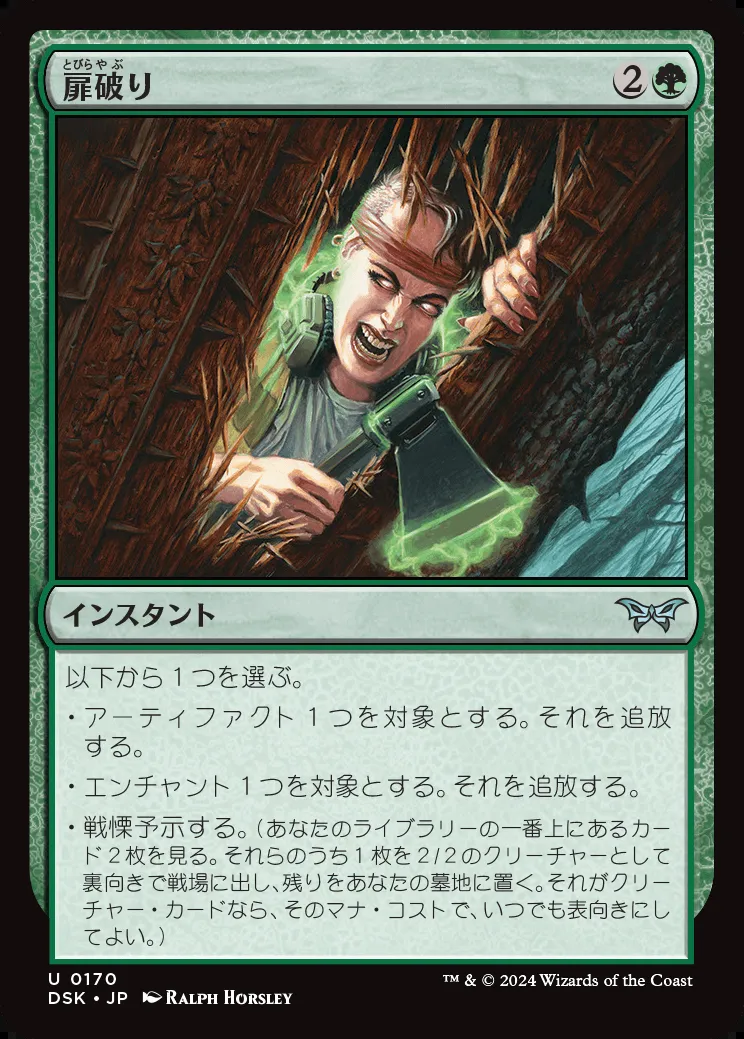 とびらやぶ
扉破り
2
インスタント
以下から１つを選ぶ。
・アーティファクト１つを対象とする。それを追放
する。
・エンチャント１つを対象とする。それを追放する。
・戦慄予示する。（あなたのライブラリーの一番上にあるカー
ド２枚を見る。それらのうち１枚を２/２のクリーチャーとして
裏向きで戦場に出し、残りをあなたの墓地に置く。それがクリー
チャー・カードなら、そのマナ・コストで、いつでも表向きにし
てよい。）
U 0170
DSK • JP RALPH HORSLEY
™ & © 2024 Wizards of the Coast